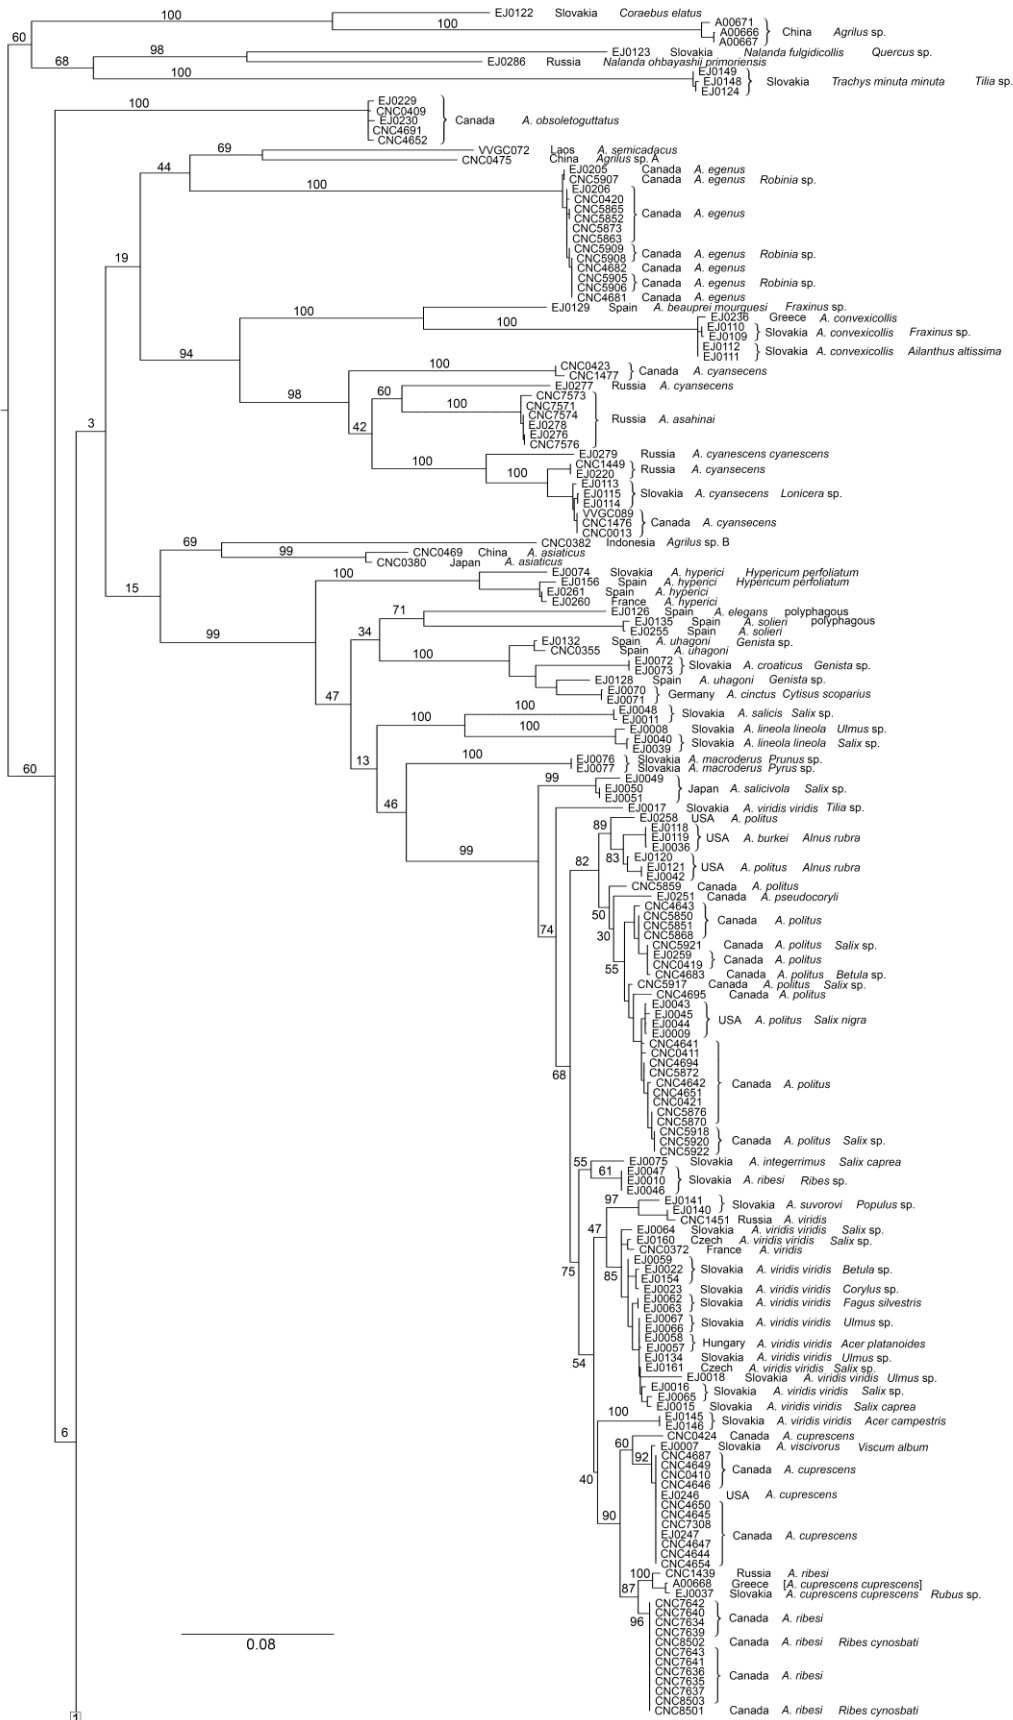 100 EJ0122 Slovakia Coraebus elatus
60 100 A00671
A00666 China Agrilus sp.
A00667
98 EJ0123 Slovakia Nalanda fulgidicollis Quercus sp.
68 EJ0286 Russia Nalanda ohbayashii primoriensis
100 EJ0149
EJ0148 Slovakia Trachys minuta minuta Tilia sp.
EJ0124
100 EJ0229
CNC0409
EJ0230 Canada A. obsoletoguttatus
CNC4691
CNC4652
69 VVGC072 Laos A. semicadacus
44 CNC0475 China Agrilus sp. A
EJ0205 Canada A. egenus
100 CNC5907 Canada A. egenus Robinia sp.
EJ0206
CNC0420
CNC5865 Canada A. egenus
CNC5852
CNC5873
CNC5863
19 CNC5909 Canada A. egenus Robinia sp.
CNC5908
CNC4682 Canada A. egenus
CNC5905 Canada A. egenus Robinia sp.
CNC5906
CNC4681 Canada A. egenus
100 EJ0129 Spain A. beauprei mourguesi Fraxinus sp.
100 EJ0236 Greece A. convexicollis
EJ0110 Slovakia A. convexicollis Fraxinus sp.
EJ0109
94 EJ0112 Slovakia A. convexicollis Ailanthus altissima
EJ0111
100 CNC0423 Canada A. cyansecens
CNC1477
98 60 EJ0277 Russia A. cyansecens
100 CNC7573
CNC7571
CNC7574 Russia A. asahinai
3 42 EJ0278
EJ0276
CNC7576
100 EJ0279 Russia A. cyanescens cyanescens
100 CNC1449 Russia A. cyansecens
EJ0220
EJ0113
EJ0115 Slovakia A. cyansecens Lonicera sp.
EJ0114
VVGC089
CNC1476 Canada A. cyansecens
CNC0013
69 CNC0382 Indonesia Agrilus sp. B
99 CNC0469 China A. asiaticus
CNC0380 Japan A. asiaticus
15 100 EJ0074 Slovakia A. hyperici Hypericum perfoliatum
EJ0156 Spain A. hyperici Hypericum perfoliatum
EJ0261 Spain A. hyperici
EJ0260 France A. hyperici
71 EJ0126 Spain A. elegans polyphagous
EJ0135 Spain A. solieri polyphagous
99 34 EJ0255 Spain A. solieri
EJ0132 Spain A. uhagoni Genista sp.
100 CNC0355 Spain A. uhagoni
EJ0072 Slovakia A. croaticus Genista sp.
EJ0073
EJ0128 Spain A. uhagoni Genista sp.
47 EJ0070 Germany A. cinctus Cytisus scoparius
EJ0071
100 100 EJ0048 Slovakia A. salicis Salix sp.
EJ0011
100 EJ0008 Slovakia A. lineola lineola Ulmus sp.
EJ0040 Slovakia A. lineola lineola Salix sp.
EJ0039
13 100 EJ0076 Slovakia A. macroderus Prunus sp.
EJ0077 Slovakia A. macroderus Pyrus sp.
60 99 EJ0049
EJ0050 Japan A. salicivola Salix sp.
EJ0051
46 EJ0017 Slovakia A. viridis viridis Tilia sp.
EJ0258 USA A. politus
89 EJ0118
EJ0119 USA A. burkei Alnus rubra
EJ0036
99 82 83 EJ0120
EJ0121 USA A. politus Alnus rubra
EJ0042
CNC5859 Canada A. politus
EJ0251 Canada A. pseudocoryli
50 CNC4643
CNC5850 Canada A. politus
74 30 CNC5851
CNC5868
CNC5921 Canada A. politus Salix sp.
EJ0259 Canada A. politus
55 CNC0419
CNC4683 Canada A. politus Betula sp.
CNC5917 Canada A. politus Salix sp.
CNC4695 Canada A. politus
EJ0043
EJ0045 USA A. politus Salix nigra
EJ0044
EJ0009
CNC4641
CNC0411
CNC4694
68 CNC5872
CNC4642 Canada A. politus
CNC4651
CNC0421
CNC5876
CNC5870
CNC5918
CNC5920 Canada A. politus Salix sp.
CNC5922
55 EJ0075 Slovakia A. integerrimus Salix caprea
61 EJ0047
EJ0010 Slovakia A. ribesi Ribes sp.
EJ0046
97 EJ0141 Slovakia A. suvorovi Populus sp.
EJ0140
CNC1451 Russia A. viridis
47 EJ0064 Slovakia A. viridis viridis Salix sp.
EJ0160 Czech A. viridis viridis Salix sp.
CNC0372 France A. viridis
75 85 EJ0059
EJ0022 Slovakia A. viridis viridis Betula sp.
EJ0154
EJ0023 Slovakia A. viridis viridis Corylus sp.
EJ0062 Slovakia A. viridis viridis Fagus silvestris
EJ0063
EJ0067 Slovakia A. viridis viridis Ulmus sp.
EJ0066
EJ0058 Hungary A. viridis viridis Acer platanoides
EJ0057
54 EJ0134 Slovakia A. viridis viridis Ulmus sp.
EJ0161 Czech A. viridis viridis Salix sp.
EJ0018 Slovakia A. viridis viridis Ulmus sp.
EJ0016 Slovakia A. viridis viridis Salix sp.
EJ0065
EJ0015 Slovakia A. viridis viridis Salix caprea
100 EJ0145 Slovakia A. viridis viridis Acer campestris
EJ0146
6 60 CNC0424 Canada A. cuprescens
EJ0007 Slovakia A. viscivorus Viscum album
92 CNC4687
CNC4649 Canada A. cuprescens
CNC0410
40 CNC4646
EJ0246 USA A. cuprescens
CNC4650
CNC4645
90 CNC7308
EJ0247 Canada A. cuprescens
CNC4647
CNC4644
CNC4654
100 CNC1439 Russia A. ribesi
A00668 Greece [A. cuprescens cuprescens]
87 EJ0037 Slovakia A. cuprescens cuprescens Rubus sp.
CNC7642
CNC7640
96 CNC7634 Canada A. ribesi
CNC7639
CNC8502 Canada A. ribesi Ribes cynosbati
CNC7643
CNC7641
CNC7636 Canada A. ribesi
CNC7635
CNC7637
CNC8503
CNC8501 Canada A. ribesi Ribes cynosbati
0.08
1